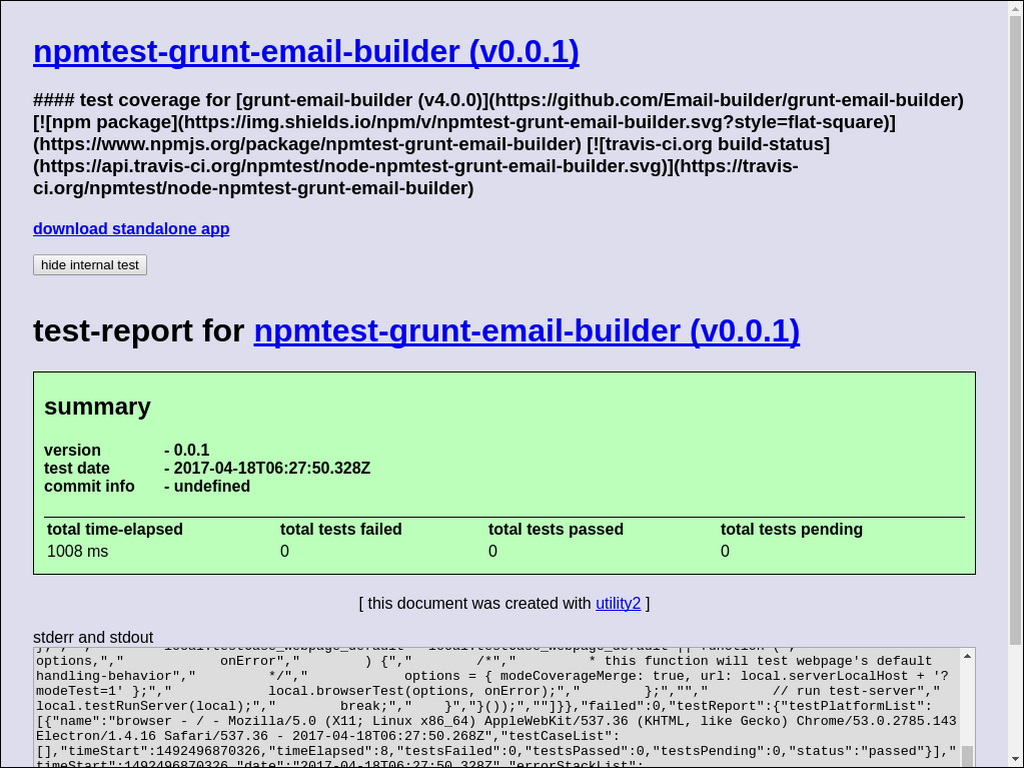 npmtest-grunt-email-builder (v0.0.1)
#### test coverage for [grunt-email-builder (v4.0.0)](https://github.com/Email-builder/grunt-email-builder)
[![npm package](https://img.shields.io/npm/v/npmtest-grunt-email-builder.svg?style=flat-square)]
(https://www.npmjs.org/package/npmtest-grunt-email-builder) [![travis-ci.org build-status]
(https://api.travis-ci.org/npmtest/node-npmtest-grunt-email-builder.svg)](https://travis-
ci.org/npmtest/node-npmtest-grunt-email-builder)
download standalone app
hide internal test
test-report for npmtest-grunt-email-builder (v0.0.1)
summary
version - 0.0.1
test date - 2017-04-18T06:27:50.328Z
commit info - undefined
total time-elapsed total tests failed total tests passed total tests pending
1008 ms 0 0 0
[ this document was created with utility2 ]
stderr and stdout
options,"," onError"," ) {"," /*"," * this function will test webpage's default
handling-behavior"," */"," options = { modeCoverageMerge: true, url: local.serverLocalHost + '?
modeTest=1' };"," local.browserTest(options, onError);"," };",""," // run test-server","
local.testRunServer(local);"," break;"," }","}());",""]}},"failed":0,"testReport":{"testPlatformList":
[{"name":"browser - / - Mozilla/5.0 (X11; Linux x86_64) AppleWebKit/537.36 (KHTML, like Gecko) Chrome/53.0.2785.143
Electron/1.4.16 Safari/537.36 - 2017-04-18T06:27:50.268Z","testCaseList":
[],"timeStart":1492496870326,"timeElapsed":8,"testsFailed":0,"testsPassed":0,"testsPending":0,"status":"passed"}],"
timeStart":1492496870326,"date":"2017-04-18T06:27:50.328Z","errorStackList":